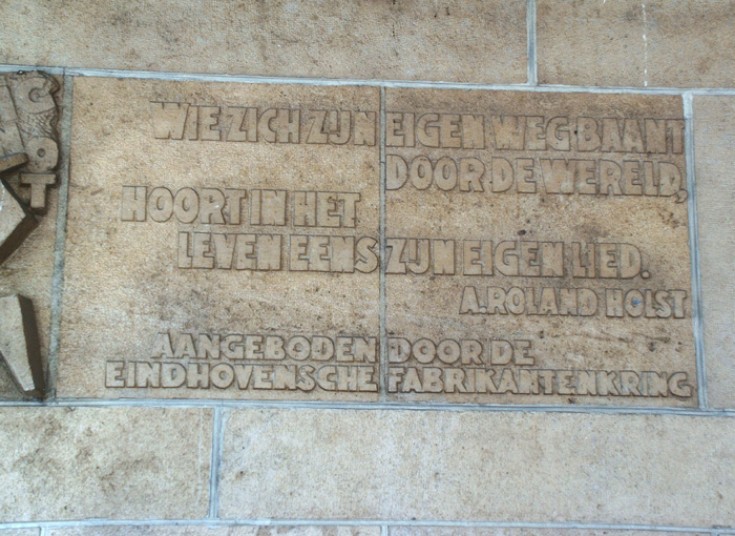 WIE ZICH ZIJN EIGEN WEG BAANT
DOOR DE WERELD,
HOORT IN HET
LEVEN EENS ZIJN EIGEN LIED.
A. ROLAND HOLST
AANGEBODEN DOOR DE
EINDHOVENSCHE FABRIKANTENKRING